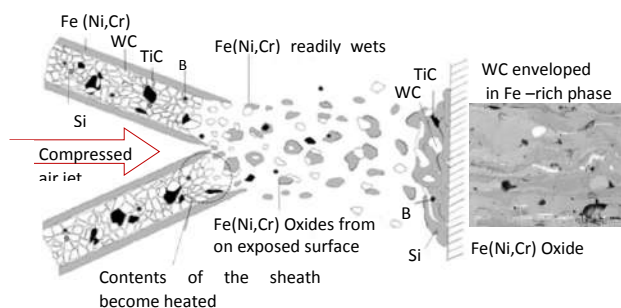 Fe (Ni,Cr)
WC
TiC
B
Si
Compressed
air jet
Fe(Ni,Cr) readily wets
Fe(Ni,Cr) Oxides from
on exposed surface
Contents of the sheath
become heated
TiC
WC
B
Si
WC enveloped
in Fe –rich phase
Fe(Ni,Cr) Oxide